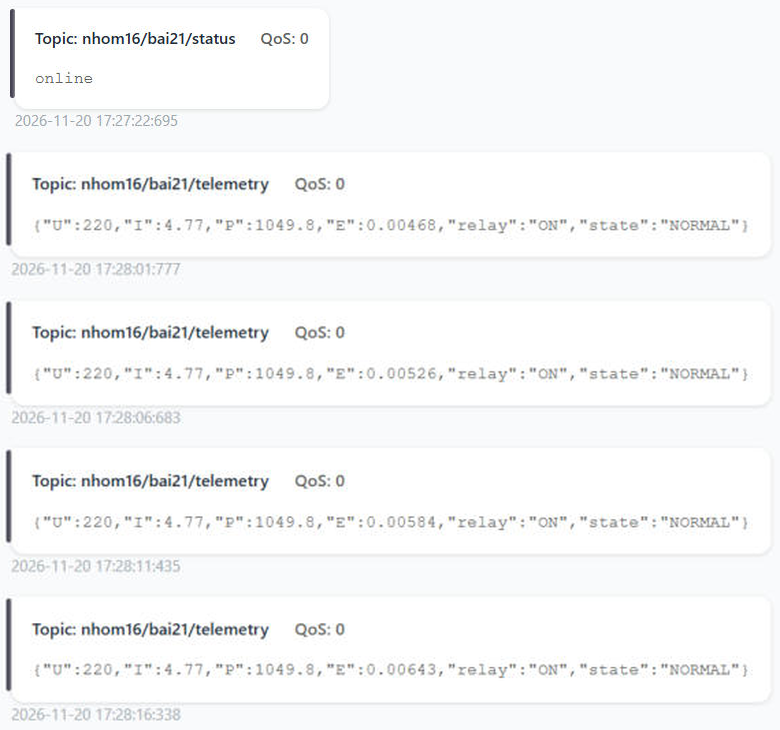 Topic: nhom16/bai21/status QoS: 0
online
2026-11-20 17:27:22:695
Topic: nhom16/bai21/telemetry QoS: 0
{"U":220,"I":4.77,"P":1049.8,"E":0.00468,"relay":"ON","state":"NORMAL"}
2026-11-20 17:28:01:777
Topic: nhom16/bai21/telemetry QoS: 0
{"U":220,"I":4.77,"P":1049.8,"E":0.00526,"relay":"ON","state":"NORMAL"}
2026-11-20 17:28:06:683
Topic: nhom16/bai21/telemetry QoS: 0
{"U":220,"I":4.77,"P":1049.8,"E":0.00584,"relay":"ON","state":"NORMAL"}
2026-11-20 17:28:11:435
Topic: nhom16/bai21/telemetry QoS: 0
{"U":220,"I":4.77,"P":1049.8,"E":0.00643,"relay":"ON","state":"NORMAL"}
2026-11-20 17:28:16:338